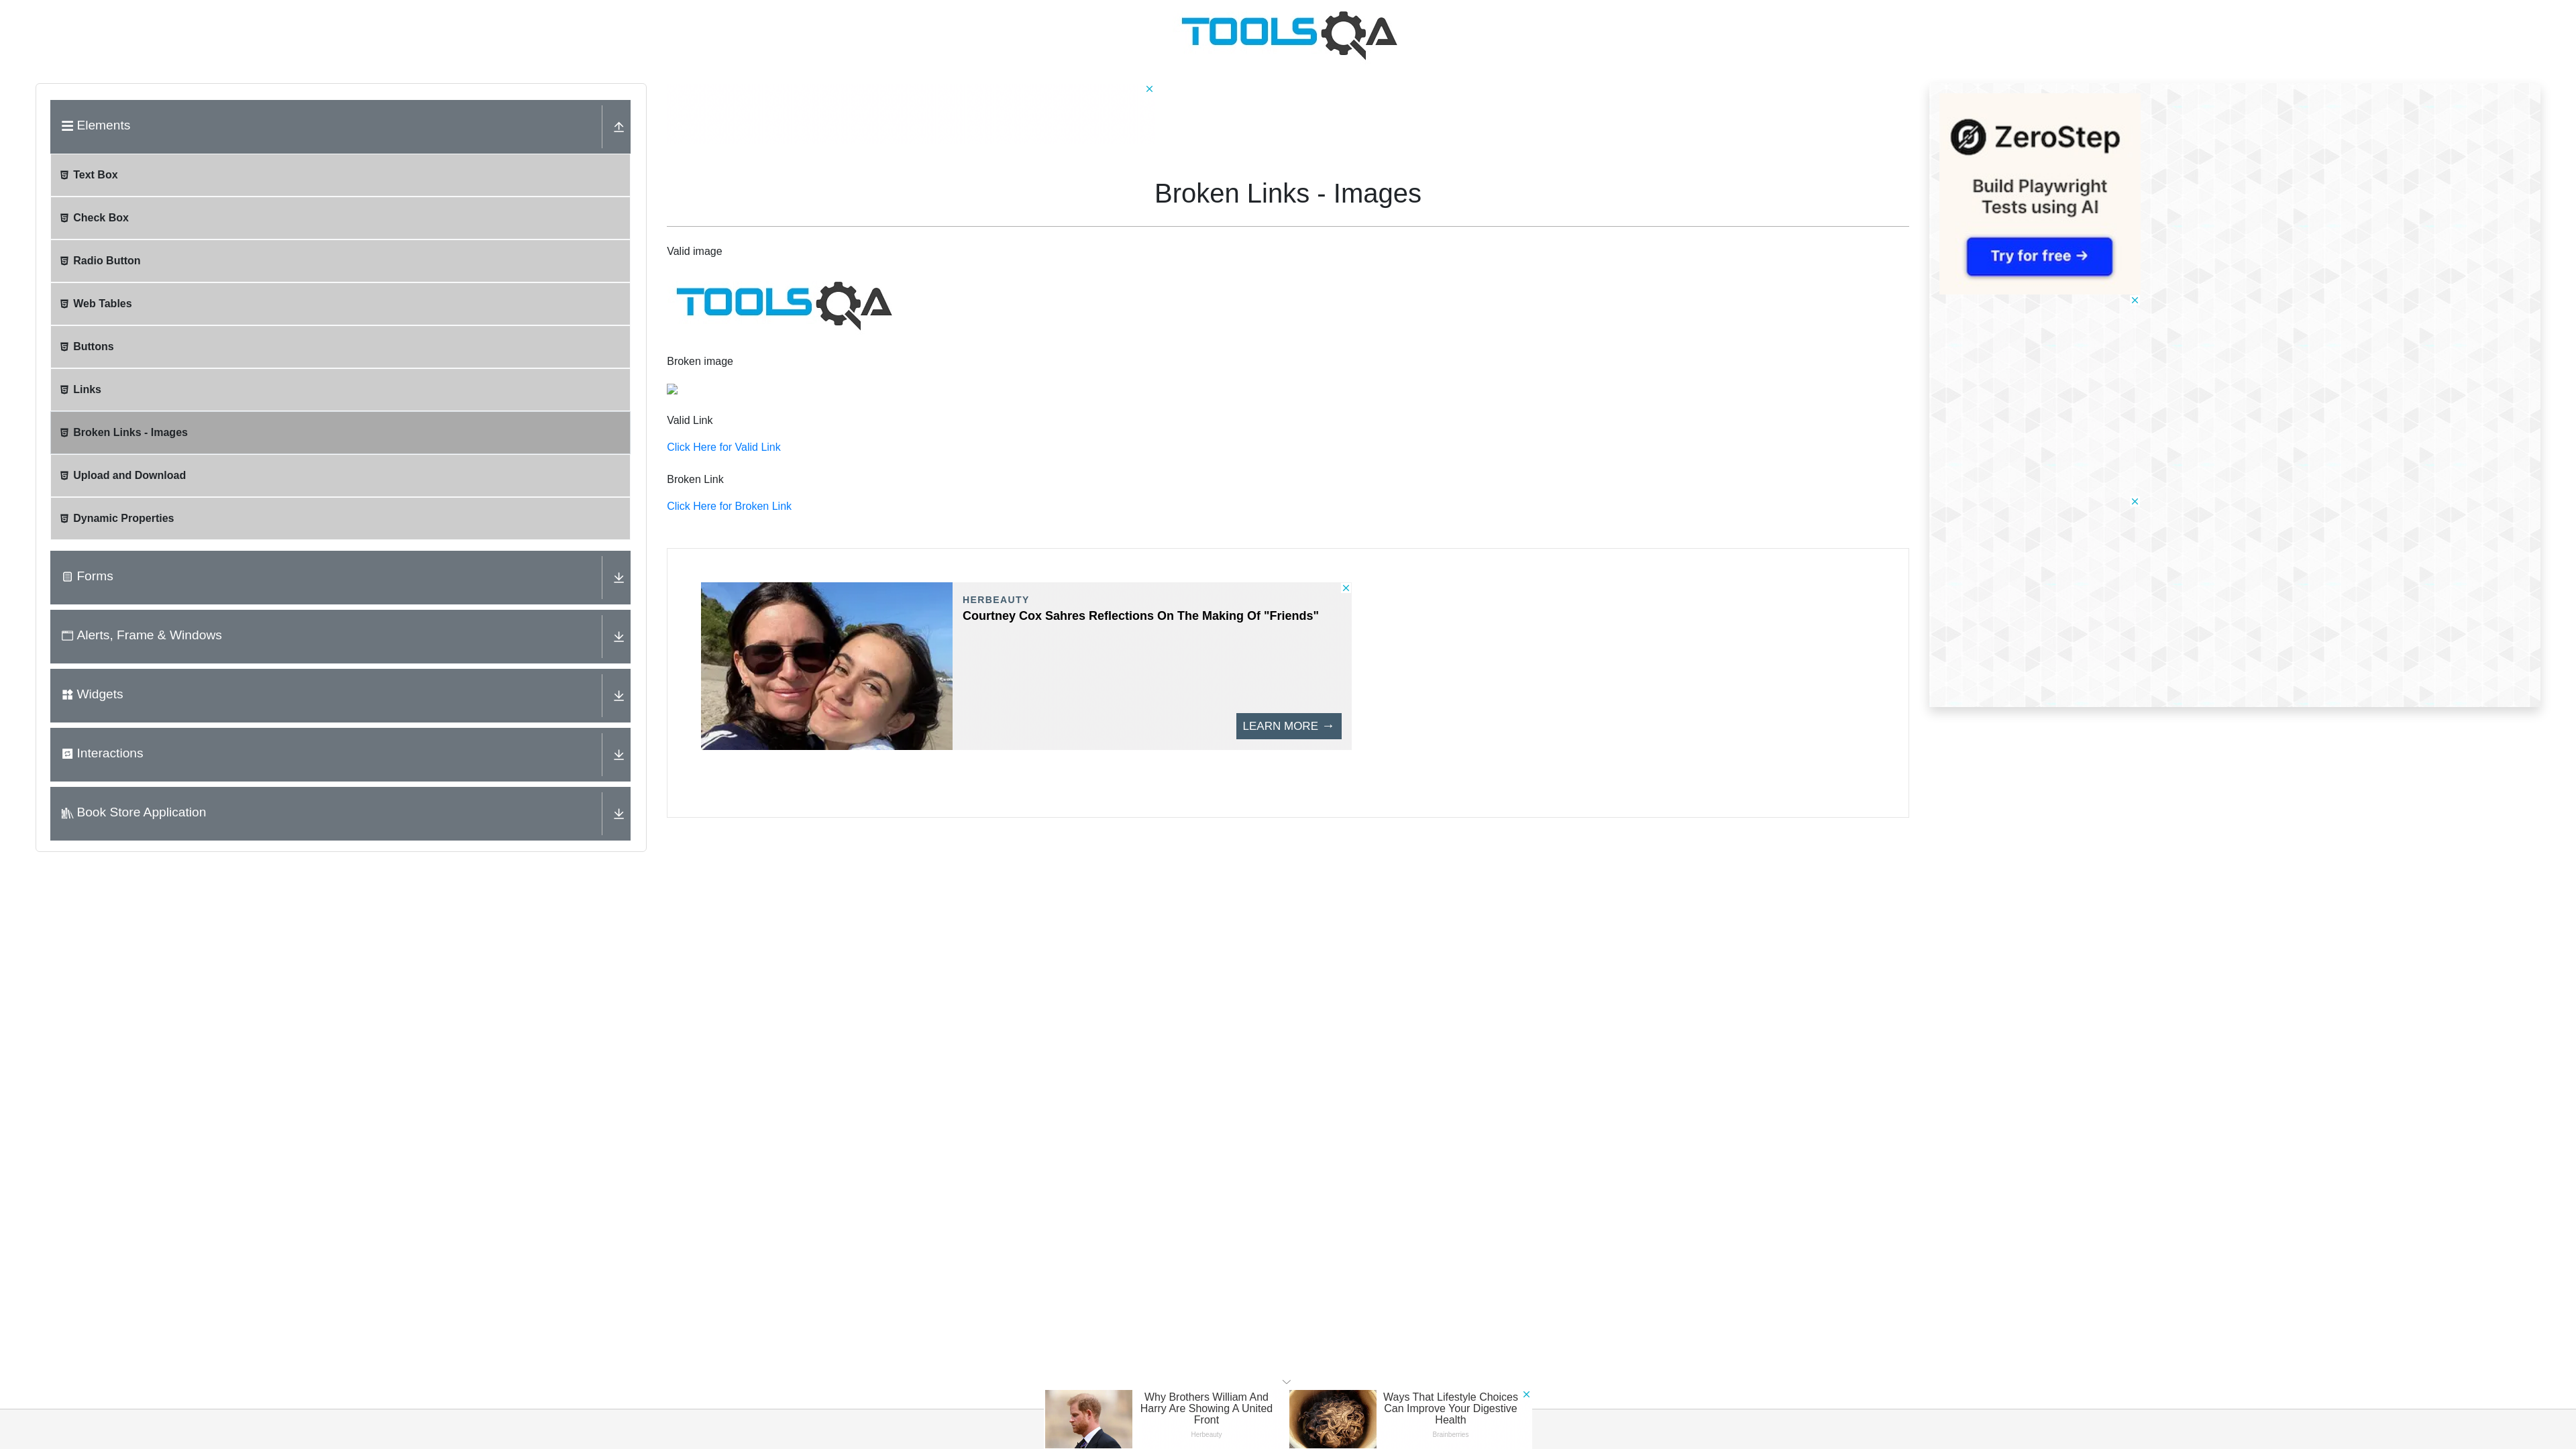 TOOLSQA
Elements
Text Box
Check Box
Radio Button
Web Tables
Buttons
Links
Broken Links - Images
Upload and Download
Dynamic Properties
Forms
Alerts, Frame & Windows
Widgets
Interactions
Book Store Application
Broken Links - Images
Valid image
TOOLSQA
Broken image
Valid Link
Click Here for Valid Link
Broken Link
Click Here for Broken Link
HERBEAUTY
Courtney Cox Sahres Reflections On The Making Of "Friends"
LEARN MORE →
ZeroStep
Build Playwright
Tests using AI
Try for free →
Why Brothers William And
Harry Are Showing A United
Front
Herbeauty
Ways That Lifestyle Choices
Can Improve Your Digestive
Health
Brainberries